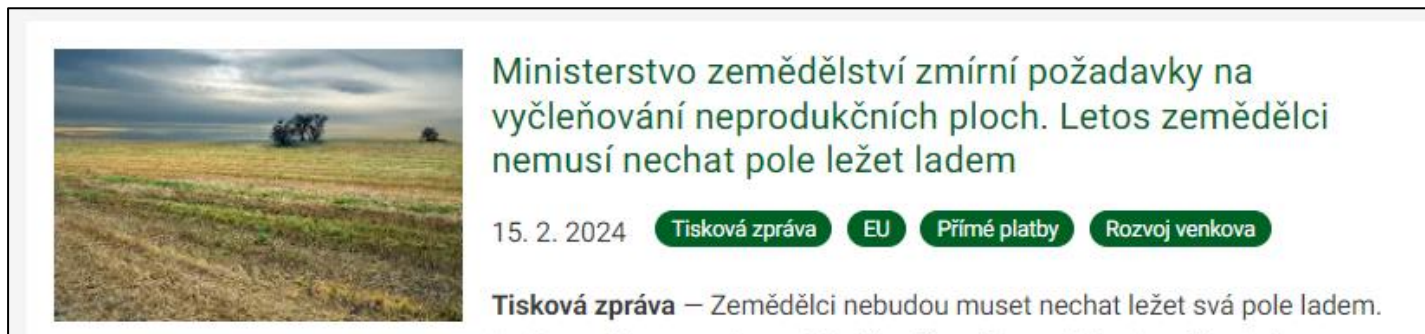 Ministerstvo zemědělství zmírní požadavky na
vyčleňování neprodukčních ploch. Letos zemědělci
nemusí nechat pole ležet ladem
15. 2. 2024 Tisková zpráva EU Přímé platby Rozvoj venkova
Tisková zpráva — Zemědělci nebudou muset nechat ležet svá pole ladem.